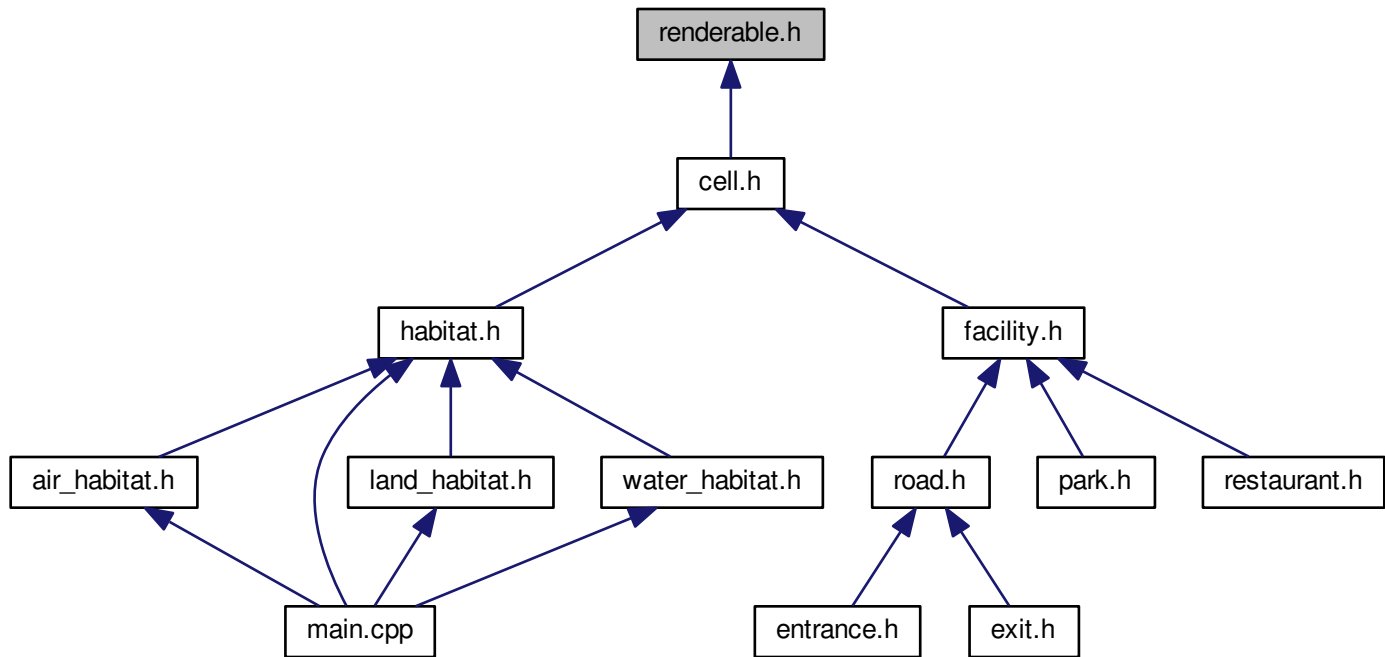 renderable.h
cell.h
habitat.h
facility.h
air_habitat.h
land_habitat.h
water_habitat.h
road.h
park.h
restaurant.h
main.cpp
entrance.h
exit.h